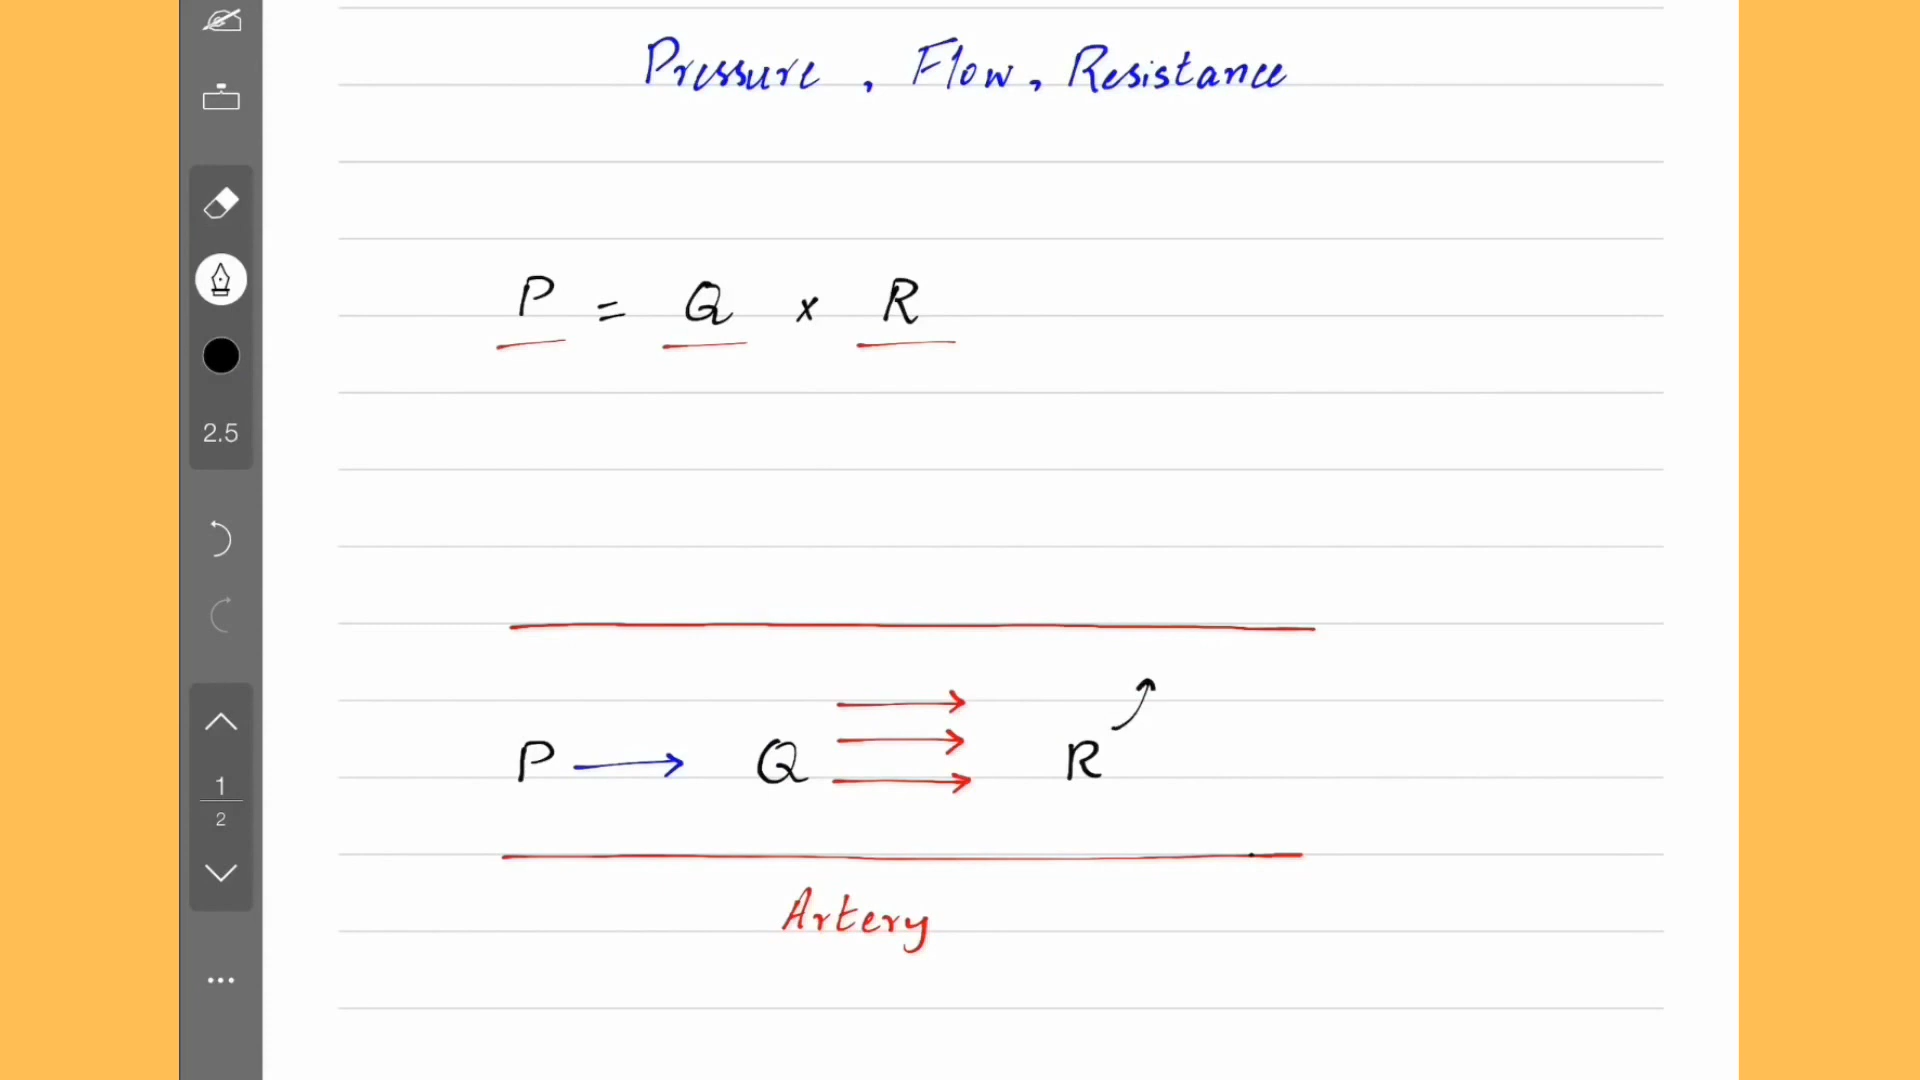 Pressure, Flow, Resistance
P = Q x R
2.5
P → Q R
1
2
Artery